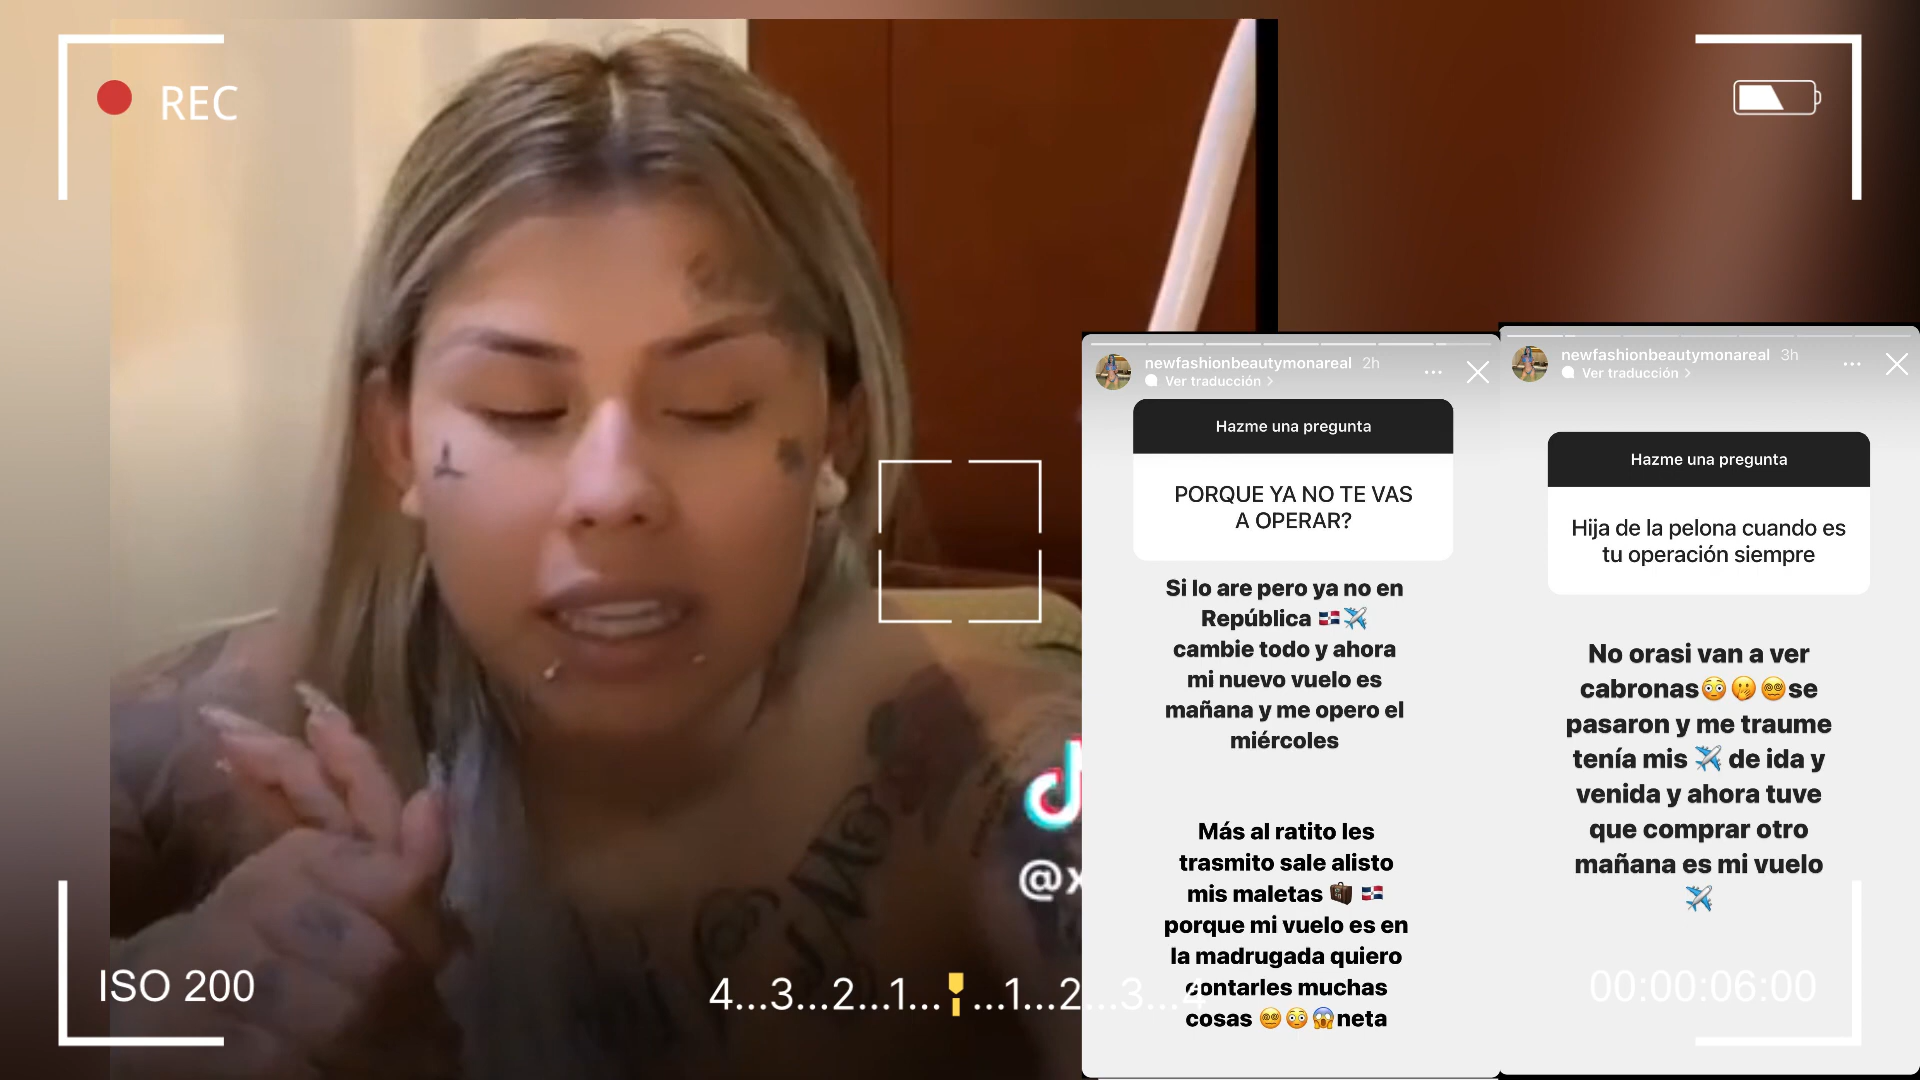 REC
newfashionbeautymonareal 2h
Ver traducción
Hazme una pregunta
PORQUE YA NO TE VAS
A OPERAR?
Si lo are pero ya no en
República 🇩🇴✈️
cambie todo y ahora
mi nuevo vuelo es
mañana y me opero el
miércoles
Más al ratito les
trasmito sale alisto
mis maletas 🧳 🇩🇴
porque mi vuelo es en
la madrugada quiero
contarles muchas
cosas 😵‍💫 😳 😱neta
newfashionbeautymonareal 3h
Ver traducción
Hazme una pregunta
Hija de la pelona cuando es
tu operación siempre
No orasi van a ver
cabronas😳🤭😵‍💫se
pasaron y me traume
tenía mis ✈️ de ida y
venida y ahora tuve
que comprar otro
mañana es mi vuelo
✈️
@x
ISO 200
4...3...2...1... ...1...2...3...4
00:00:06:00